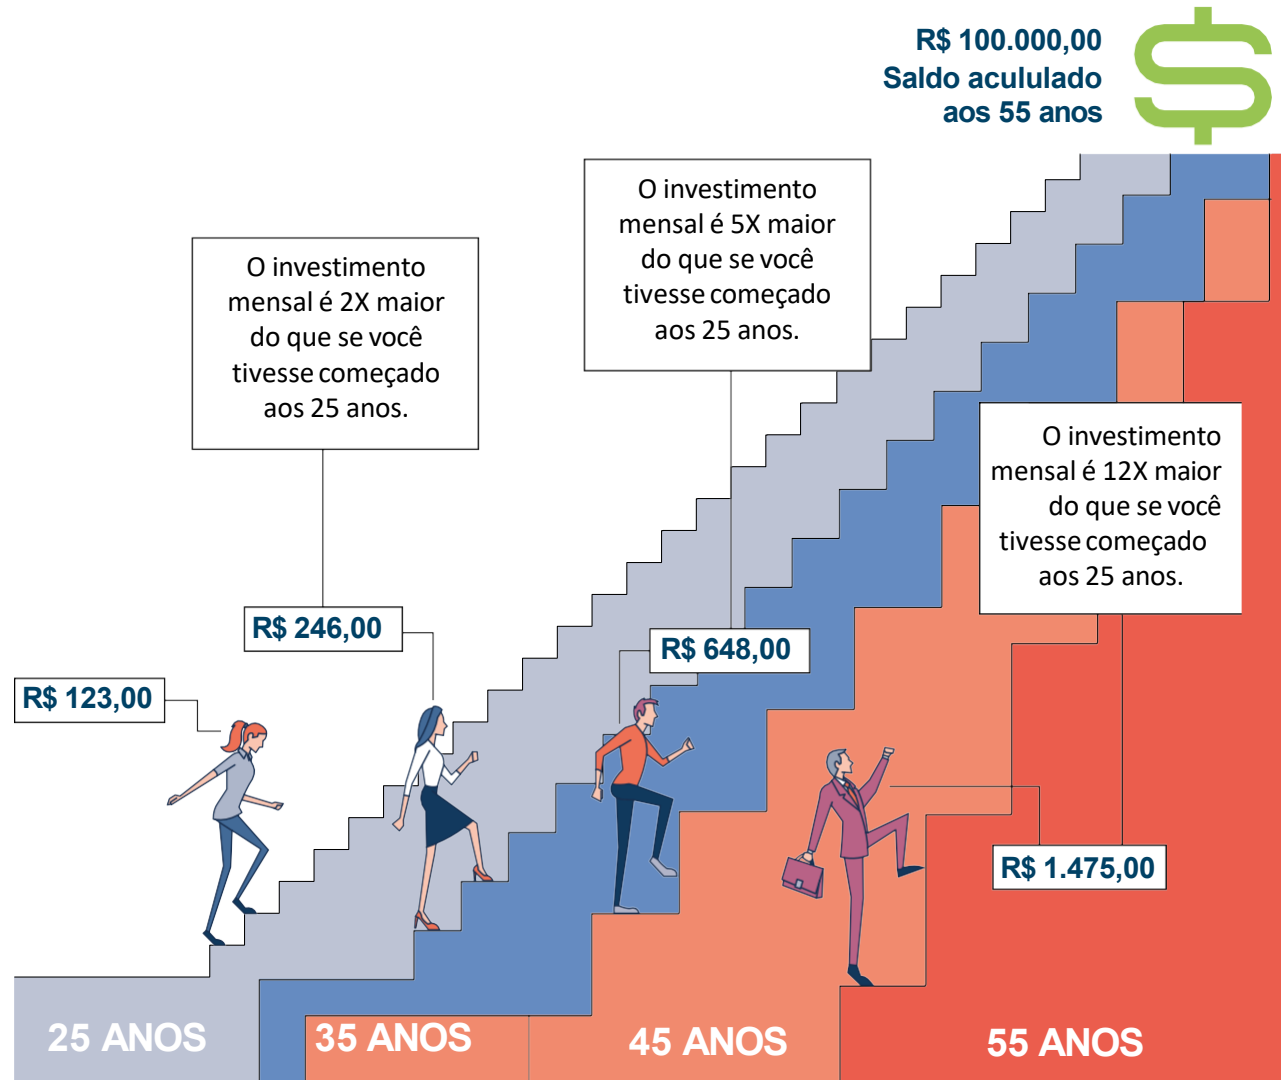 R$ 100.000,00
Saldo acululado
aos 55 anos
O investimento
mensal é 2X maior
do que se você
tivesse começado
aos 25 anos.
O investimento
mensal é 5X maior
do que se você
tivesse começado
aos 25 anos.
O investimento
mensal é 12X maior
do que se você
tivesse começado
aos 25 anos.
R$ 123,00
R$ 246,00
R$ 648,00
R$ 1.475,00
25 ANOS
35 ANOS
45 ANOS
55 ANOS